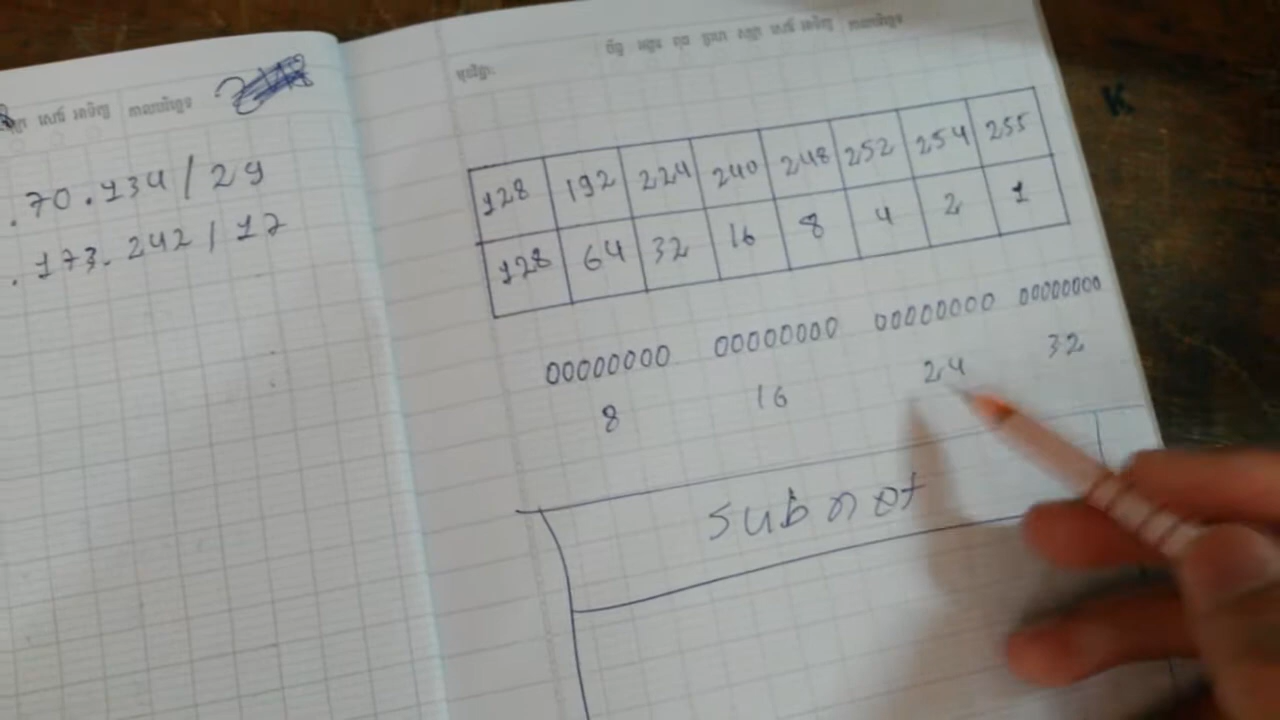 .70.134/29
.173.242/17
128 192 224 240 248 252 254 255
128 64 32 16 8 4 2 1
00000000 00000000 00000000 00000000
8 16 24 32
subnet
K